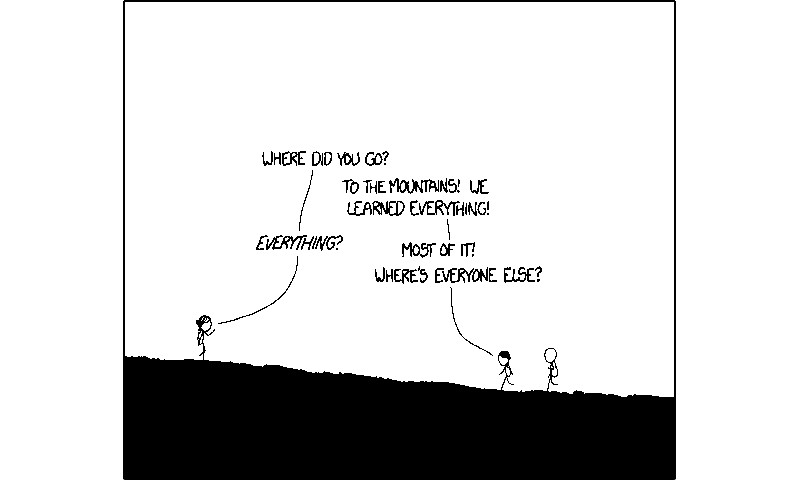 WHERE DID YOU GO?
TO THE MOUNTAINS! WE
LEARNED EVERYTHING!
EVERYTHING?
MOST OF IT!
WHERE'S EVERYONE ELSE?